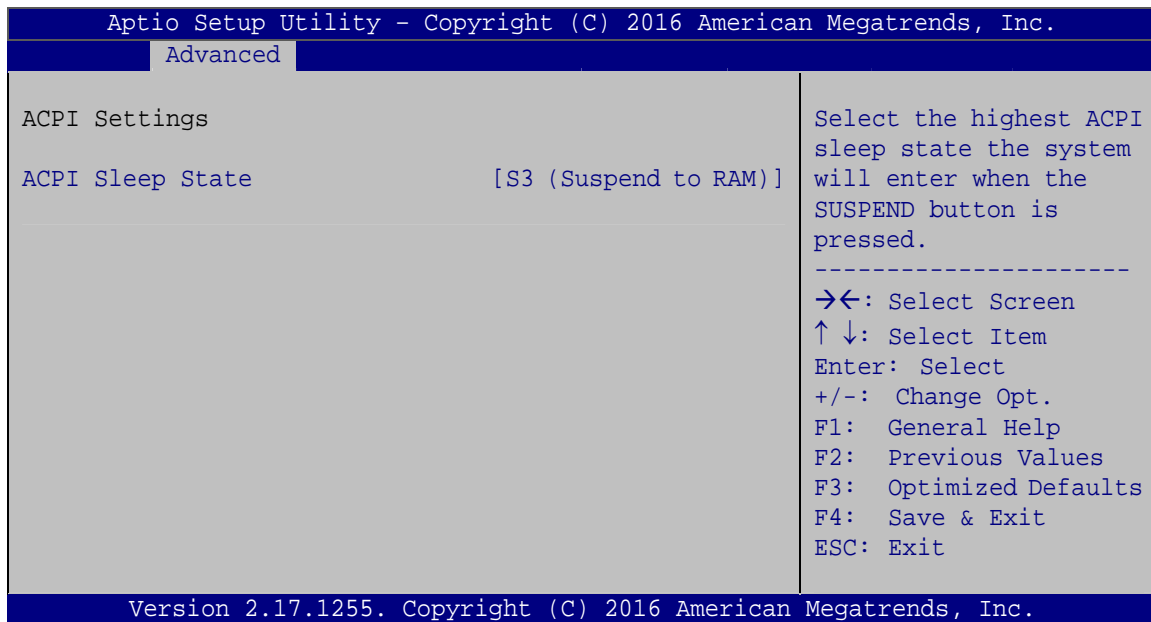 Aptio Setup Utility – Copyright (C) 2016 American Megatrends, Inc.
Advanced
ACPI Settings
ACPI Sleep State [S3 (Suspend to RAM)]
Select the highest ACPI
sleep state the system
will enter when the
SUSPEND button is
pressed.
----------------------
→←: Select Screen
↑ ↓: Select Item
Enter: Select
+/-: Change Opt.
F1: General Help
F2: Previous Values
F3: Optimized Defaults
F4: Save & Exit
ESC: Exit
Version 2.17.1255. Copyright (C) 2016 American Megatrends, Inc.